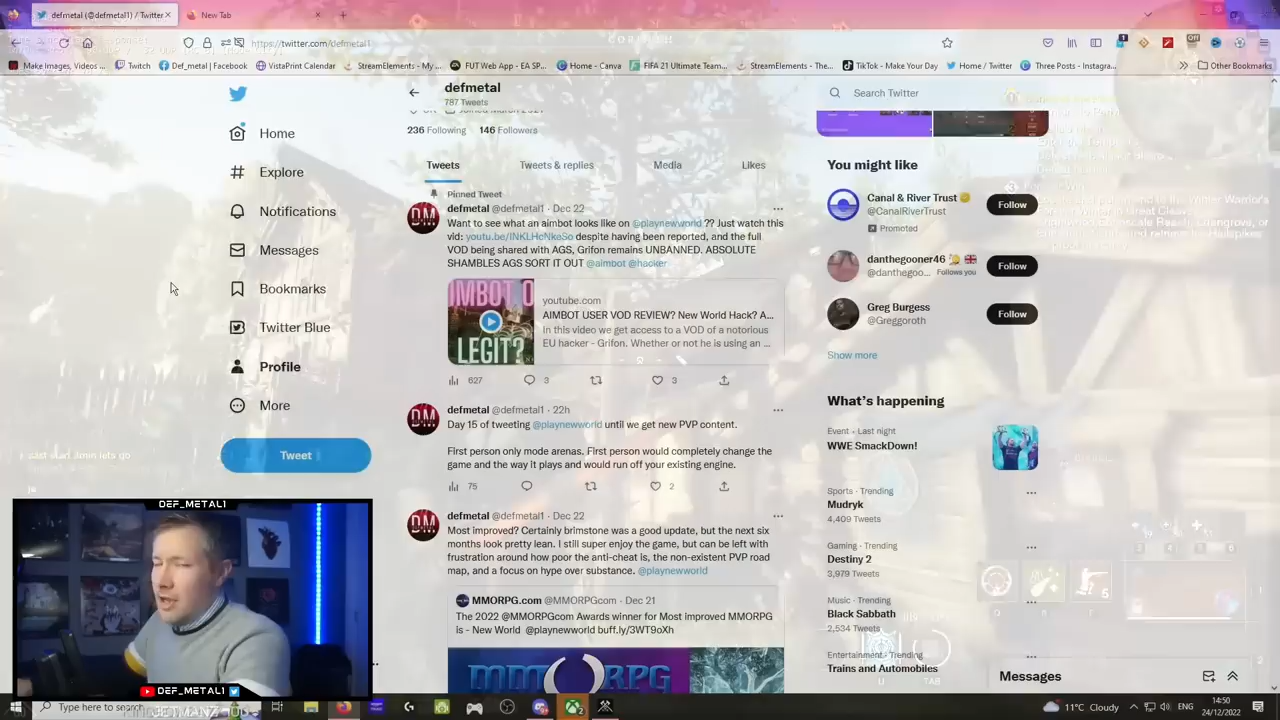 defmetal (@defmetal1) / Twitter
New Tab
https://twitter.com/defmetal1
Make Images, Videos ...
Twitch
Def_metal | Facebook
VistaPrint Calendar
StreamElements - My ...
FUT Web App - EA SP...
Home - Canva
FIFA 21 Ultimate Team...
StreamElements - The...
TikTok - Make Your Day
Home / Twitter
Three Posts - Instagra...
Other Bookmarks
defmetal
787 Tweets
236 Following 146 Followers
Tweets
Tweets & replies
Media
Likes
Home
Explore
Notifications
Messages
Bookmarks
Twitter Blue
Profile
More
Tweet
Pinned Tweet
defmetal @defmetal1 · Dec 22
Want to see what an aimbot looks like on @playnewworld ?? Just watch this
vid: youtu.be/INKLHcNkeSo despite having been reported, and the full
VOD being shared with AGS, Grifon remains UNBANNED. ABSOLUTE
SHAMBLES AGS SORT IT OUT @aimbot @hacker
IMBOT O
LEGIT?
youtube.com
AIMBOT USER VOD REVIEW? New World Hack? A...
In this video we get access to a VOD of a notorious
EU hacker - Grifon. Whether or not he is using an ...
627 3 3
defmetal @defmetal1 · 22h
Day 15 of tweeting @playnewworld until we get new PVP content.
First person only mode arenas. First person would completely change the
game and the way it plays and would run off your existing engine.
75 2
defmetal @defmetal1 · Dec 22
Most improved? Certainly brimstone was a good update, but the next six
months look pretty lean. I still super enjoy the game, but can be left with
frustration around how poor the anti-cheat is, the non-existent PVP road
map, and a focus on hype over substance. @playnewworld
MMORPG.com @MMORPGcom · Dec 21
The 2022 @MMORPGcom Awards winner for Most improved MMORPG
is - New World @playnewworld buff.ly/3WT9oXh
MMORPG
Search Twitter
You might like
Canal & River Trust
@CanalRiverTrust
Promoted
Follow
danthegooner46
@danthegoo... Follows you
Follow
Greg Burgess
@Greggoroth
Follow
Show more
What's happening
Event · Last night
WWE SmackDown!
Sports · Trending
Mudryk
4,409 Tweets
Gaming · Trending
Destiny 2
3,979 Tweets
Music · Trending
Black Sabbath
2,534 Tweets
Entertainment · Trending
Trains and Automobiles
Messages
DEF_METAL1
DEF_METAL1
Type here to search
11°C Cloudy
14:50
24/12/2022